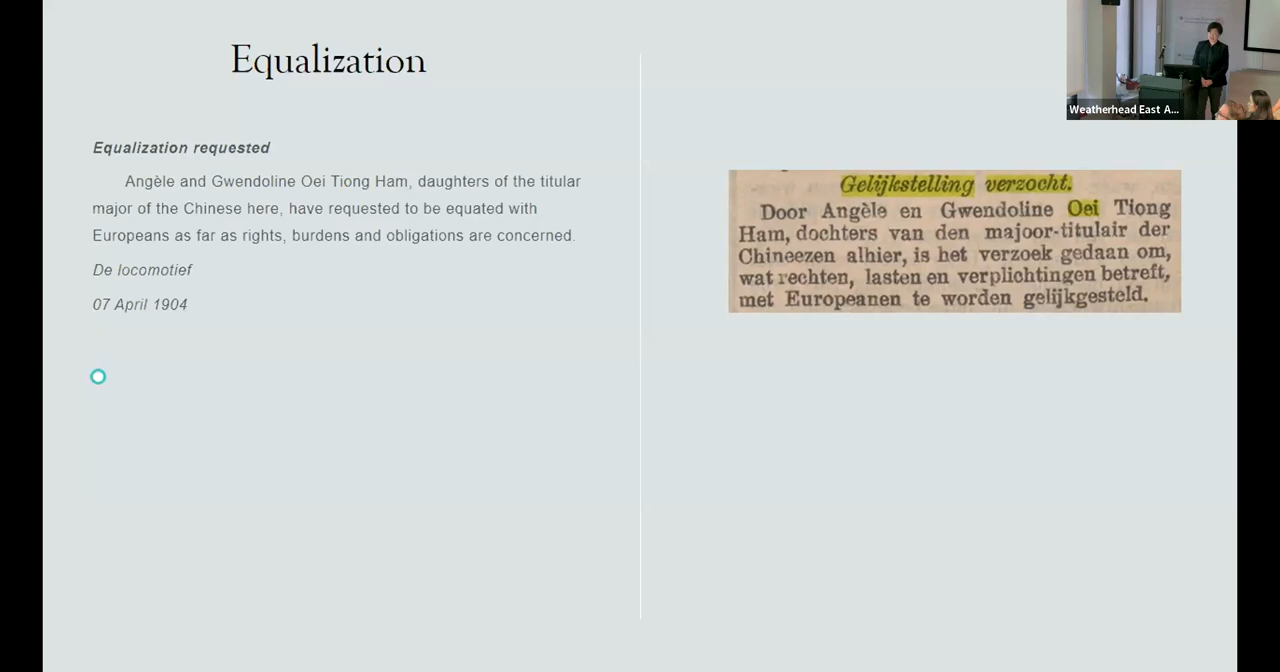 Equalization
Equalization requested
Angèle and Gwendoline Oei Tiong Ham, daughters of the titular
major of the Chinese here, have requested to be equated with
Europeans as far as rights, burdens and obligations are concerned.
De locomotief
07 April 1904
Gelijkstelling verzocht.
Door Angèle en Gwendoline Oei Tiong
Ham, dochters van den majoor-titulair der
Chineezen alhier, is het verzoek gedaan om,
wat rechten, lasten en verplichtingen betreft,
met Europeanen te worden gelijkgesteld.
Weatherhead East A...